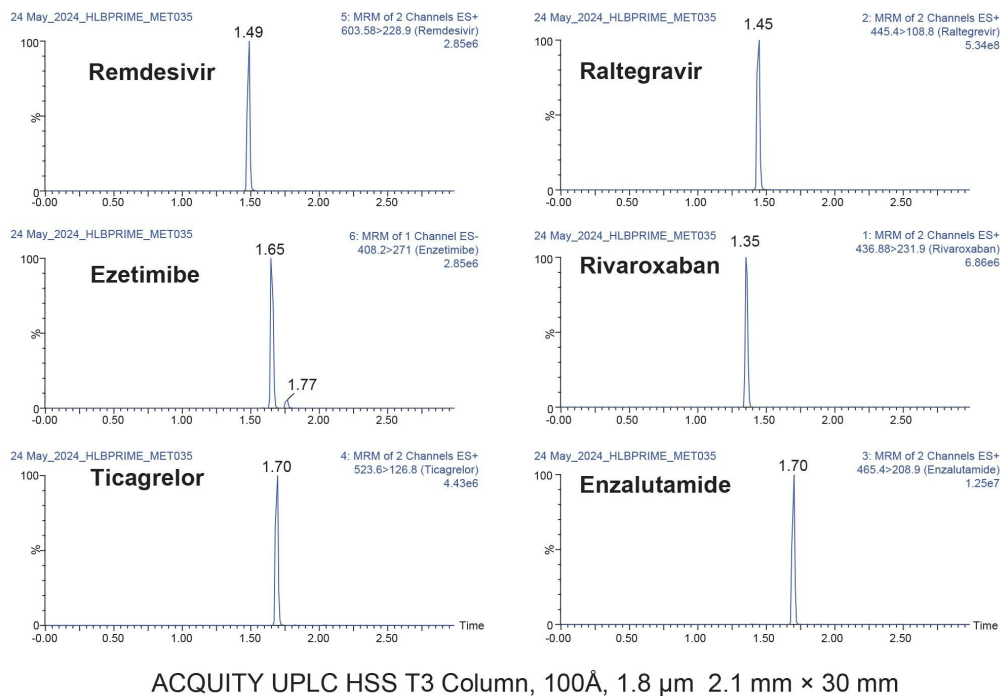 24 May_2024_HLBPRIME_MET035
5: MRM of 2 Channels ES+
603.58>228.9 (Remdesivir)
2.85e6
1.49
Remdesivir
100
%
0
-0.00 0.50 1.00 1.50 2.00 2.50
24 May_2024_HLBPRIME_MET035
2: MRM of 2 Channels ES+
445.4>108.8 (Raltegrevir)
5.34e8
1.45
Raltegravir
100
%
0
-0.00 0.50 1.00 1.50 2.00 2.50
24 May_2024_HLBPRIME_MET035
6: MRM of 1 Channel ES-
408.2>271 (Enzetimibe)
2.85e6
1.65
Ezetimibe
1.77
100
%
0
-0.00 0.50 1.00 1.50 2.00 2.50
24 May_2024_HLBPRIME_MET035
1: MRM of 2 Channels ES+
436.88>231.9 (Rivaroxaban)
6.86e6
1.35
Rivaroxaban
100
%
0
-0.00 0.50 1.00 1.50 2.00 2.50
24 May_2024_HLBPRIME_MET035
4: MRM of 2 Channels ES+
523.6>126.8 (Ticagrelor)
4.43e6
1.70
Ticagrelor
100
%
0
-0.00 0.50 1.00 1.50 2.00 2.50
Time
24 May_2024_HLBPRIME_MET035
3: MRM of 2 Channels ES+
465.4>208.9 (Enzalutamide)
1.25e7
1.70
Enzalutamide
100
%
0
-0.00 0.50 1.00 1.50 2.00 2.50
Time
ACQUITY UPLC HSS T3 Column, 100Å, 1.8 µm 2.1 mm × 30 mm